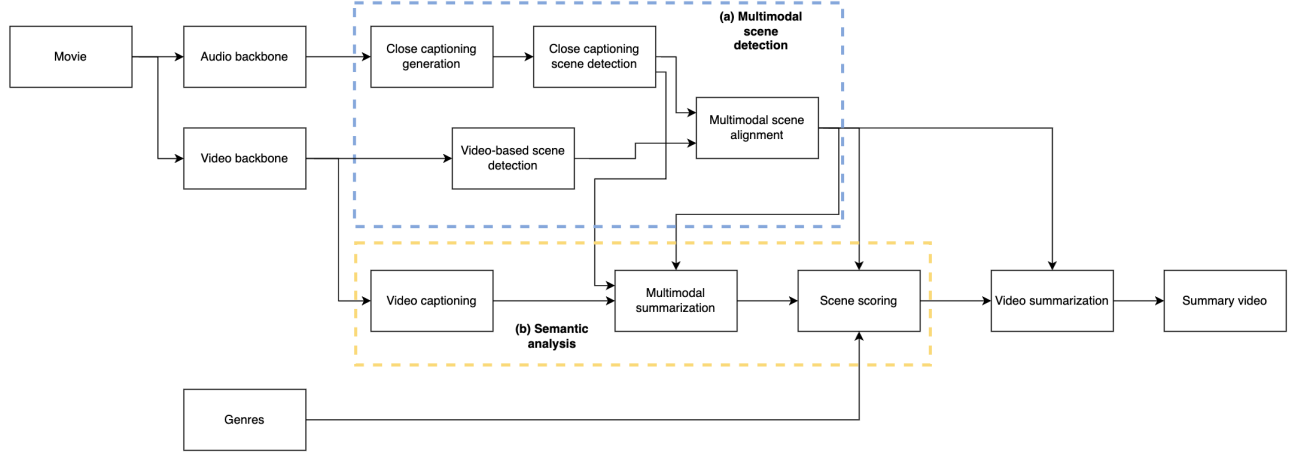 (a) Multimodal
scene
detection
Movie
Audio backbone
Close captioning
generation
Close captioning
scene detection
Multimodal scene
alignment
Video backbone
Video-based scene
detection
Video captioning
Multimodal
summarization
Scene scoring
Video summarization
Summary video
(b) Semantic
analysis
Genres